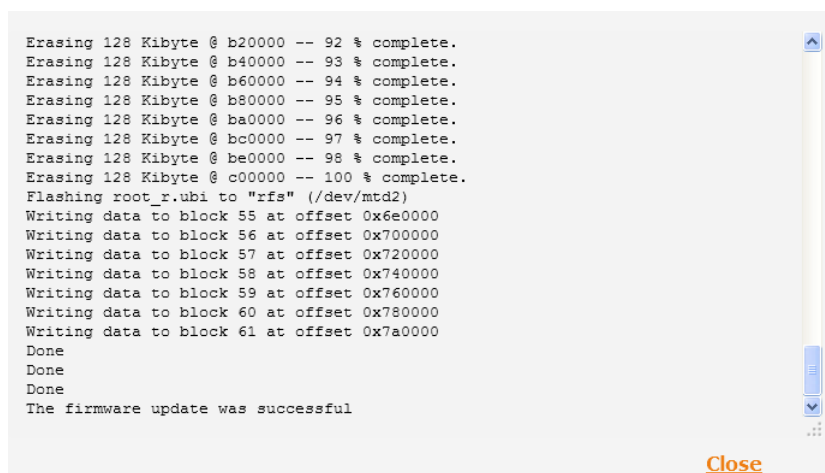 Erasing 128 Kibyte @ b20000 -- 92 % complete.
Erasing 128 Kibyte @ b40000 -- 93 % complete.
Erasing 128 Kibyte @ b60000 -- 94 % complete.
Erasing 128 Kibyte @ b80000 -- 95 % complete.
Erasing 128 Kibyte @ ba0000 -- 96 % complete.
Erasing 128 Kibyte @ bc0000 -- 97 % complete.
Erasing 128 Kibyte @ be0000 -- 98 % complete.
Erasing 128 Kibyte @ c00000 -- 100 % complete.
Flashing root_r.ubi to "rfs" (/dev/mtd2)
Writing data to block 55 at offset 0x6e0000
Writing data to block 56 at offset 0x700000
Writing data to block 57 at offset 0x720000
Writing data to block 58 at offset 0x740000
Writing data to block 59 at offset 0x760000
Writing data to block 60 at offset 0x780000
Writing data to block 61 at offset 0x7a0000
Done
Done
Done
The firmware update was successful
Close